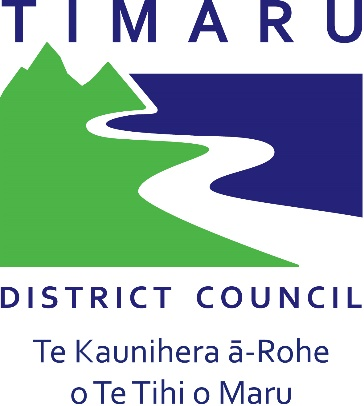 TIMARU
DISTRICT COUNCIL
Te Kaunihera ā-Rohe
o Te Tihi o Maru